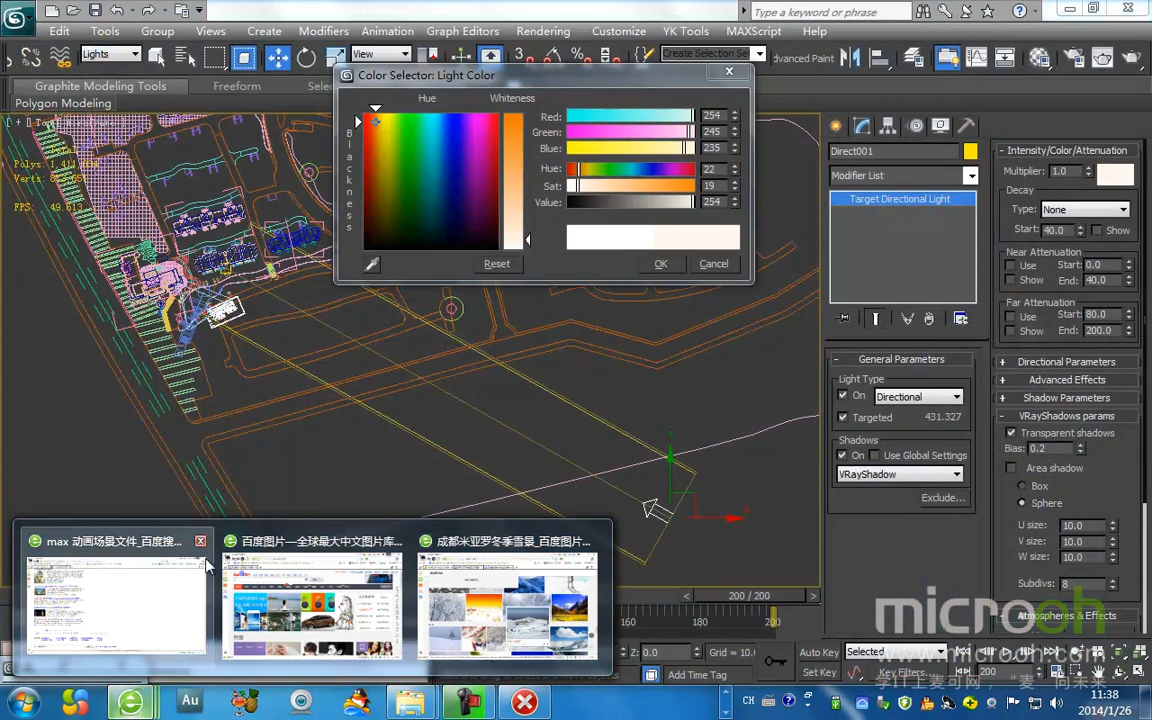 Type a keyword or phrase
Edit Tools Group Views Create Modifiers Animation Graph Editors Rendering Customize YK Tools MAXScript Help
Lights
View
Create Selection Set
Graphite Modeling Tools
Freeform
Polygon Modeling
Color Selector: Light Color
Hue
Whiteness
Blackness
Red: 254
Green: 245
Blue: 235
Hue: 22
Sat: 19
Value: 254
Reset
OK
Cancel
Polys:
Verts:
FPS:
Direct001
Modifier List
Target Directional Light
General Parameters
Light Type
On
Directional
Targeted
431.327
Shadows
On
Use Global Settings
VRayShadow
Exclude...
Intensity/Color/Attenuation
Multiplier: 1.0
Decay
Type: None
Start: 40.0
Show
Near Attenuation
Use
Start: 0.0
Show
End: 40.0
Far Attenuation
Use
Start: 80.0
Show
End: 200.0
Directional Parameters
Advanced Effects
Shadow Parameters
VRayShadows params
Transparent shadows
Bias: 0.2
Area shadow
Box
Sphere
U size: 10.0
V size: 10.0
W size: 10.0
Subdivs: 8
Atmospheres & Effects
max 动画场景文件_百度搜...
百度图片—全球最大中文图片库...
成都米亚罗冬季雪景_百度图片...
200 / 200
160
180
200
Z: 0.0
Grid = 10.0
Add Time Tag
Auto Key
Selected
Set Key
Key Filters...
200
microoh
www.microoh.com
Au
CH
11:38
2014/1/26